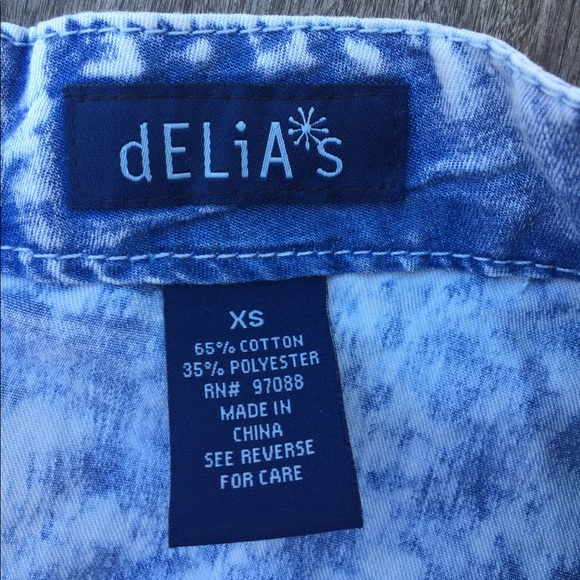 dELiA*s
XS
65% COTTON
35% POLYESTER
RN# 97088
MADE IN
CHINA
SEE REVERSE
FOR CARE